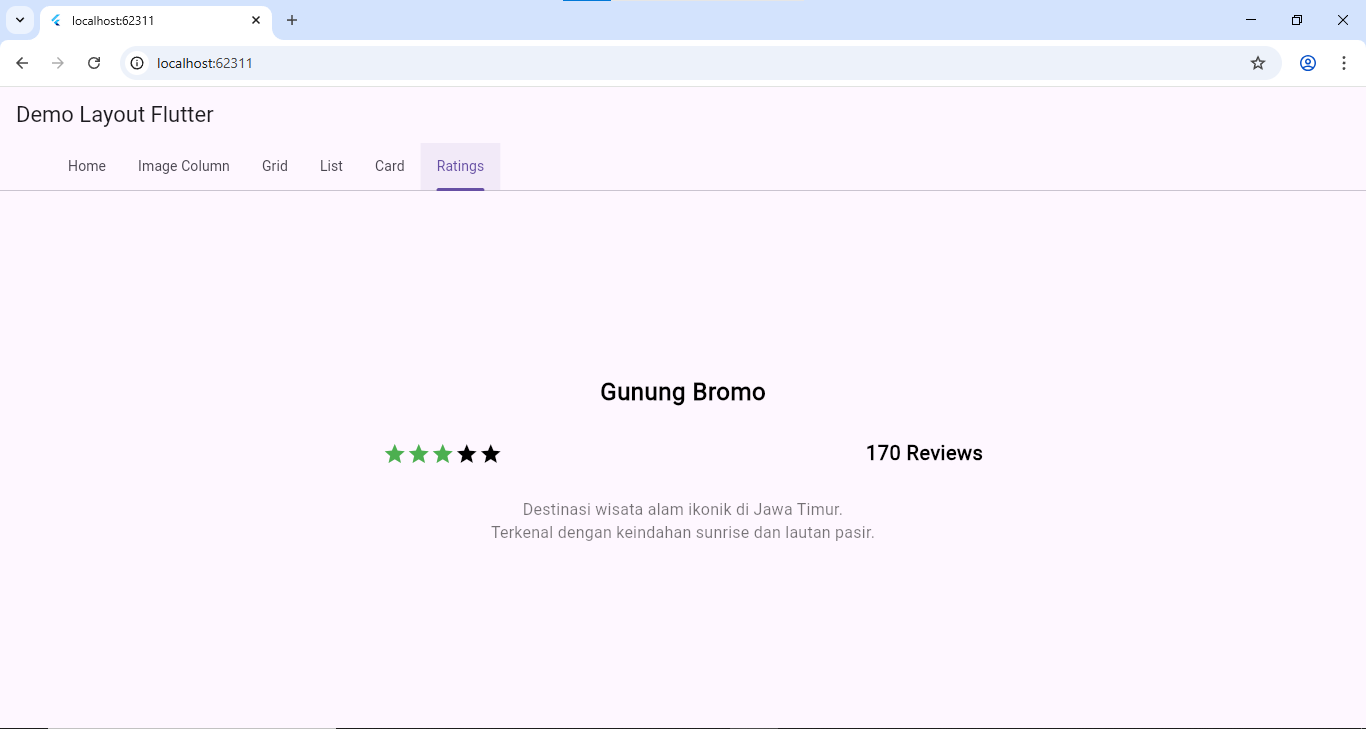 localhost:62311
localhost:62311
Demo Layout Flutter
Home Image Column Grid List Card Ratings
Gunung Bromo
170 Reviews
Destinasi wisata alam ikonik di Jawa Timur.
Terkenal dengan keindahan sunrise dan lautan pasir.